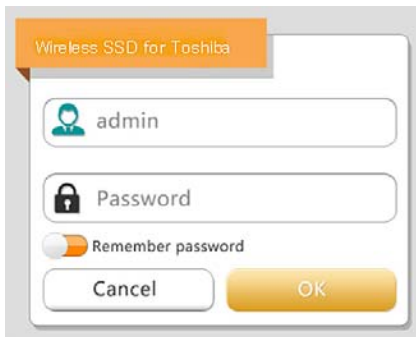 Wireless SSD for Toshiba
admin
Password
Remember password
Cancel OK